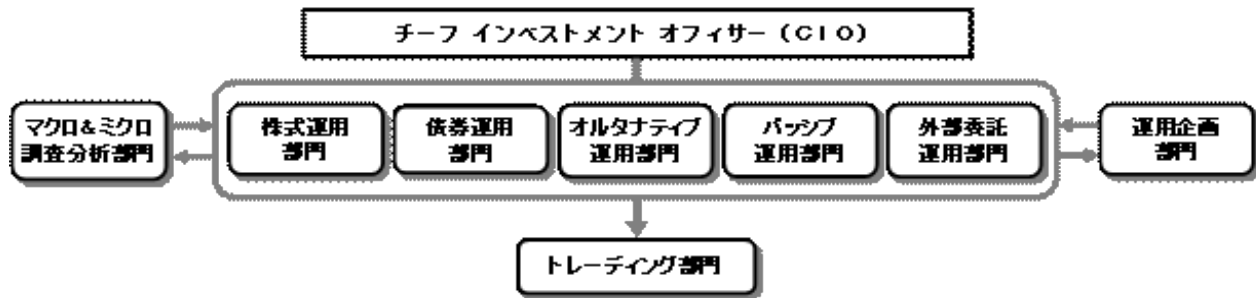 チーフ インベストメント オフィサー (CIO)
マクロ&ミクロ
調査分析部門
株式運用
部門
債券運用
部門
オルタナティブ
運用部門
パッシブ
運用部門
外部委託
運用部門
運用企画
部門
トレーディング部門